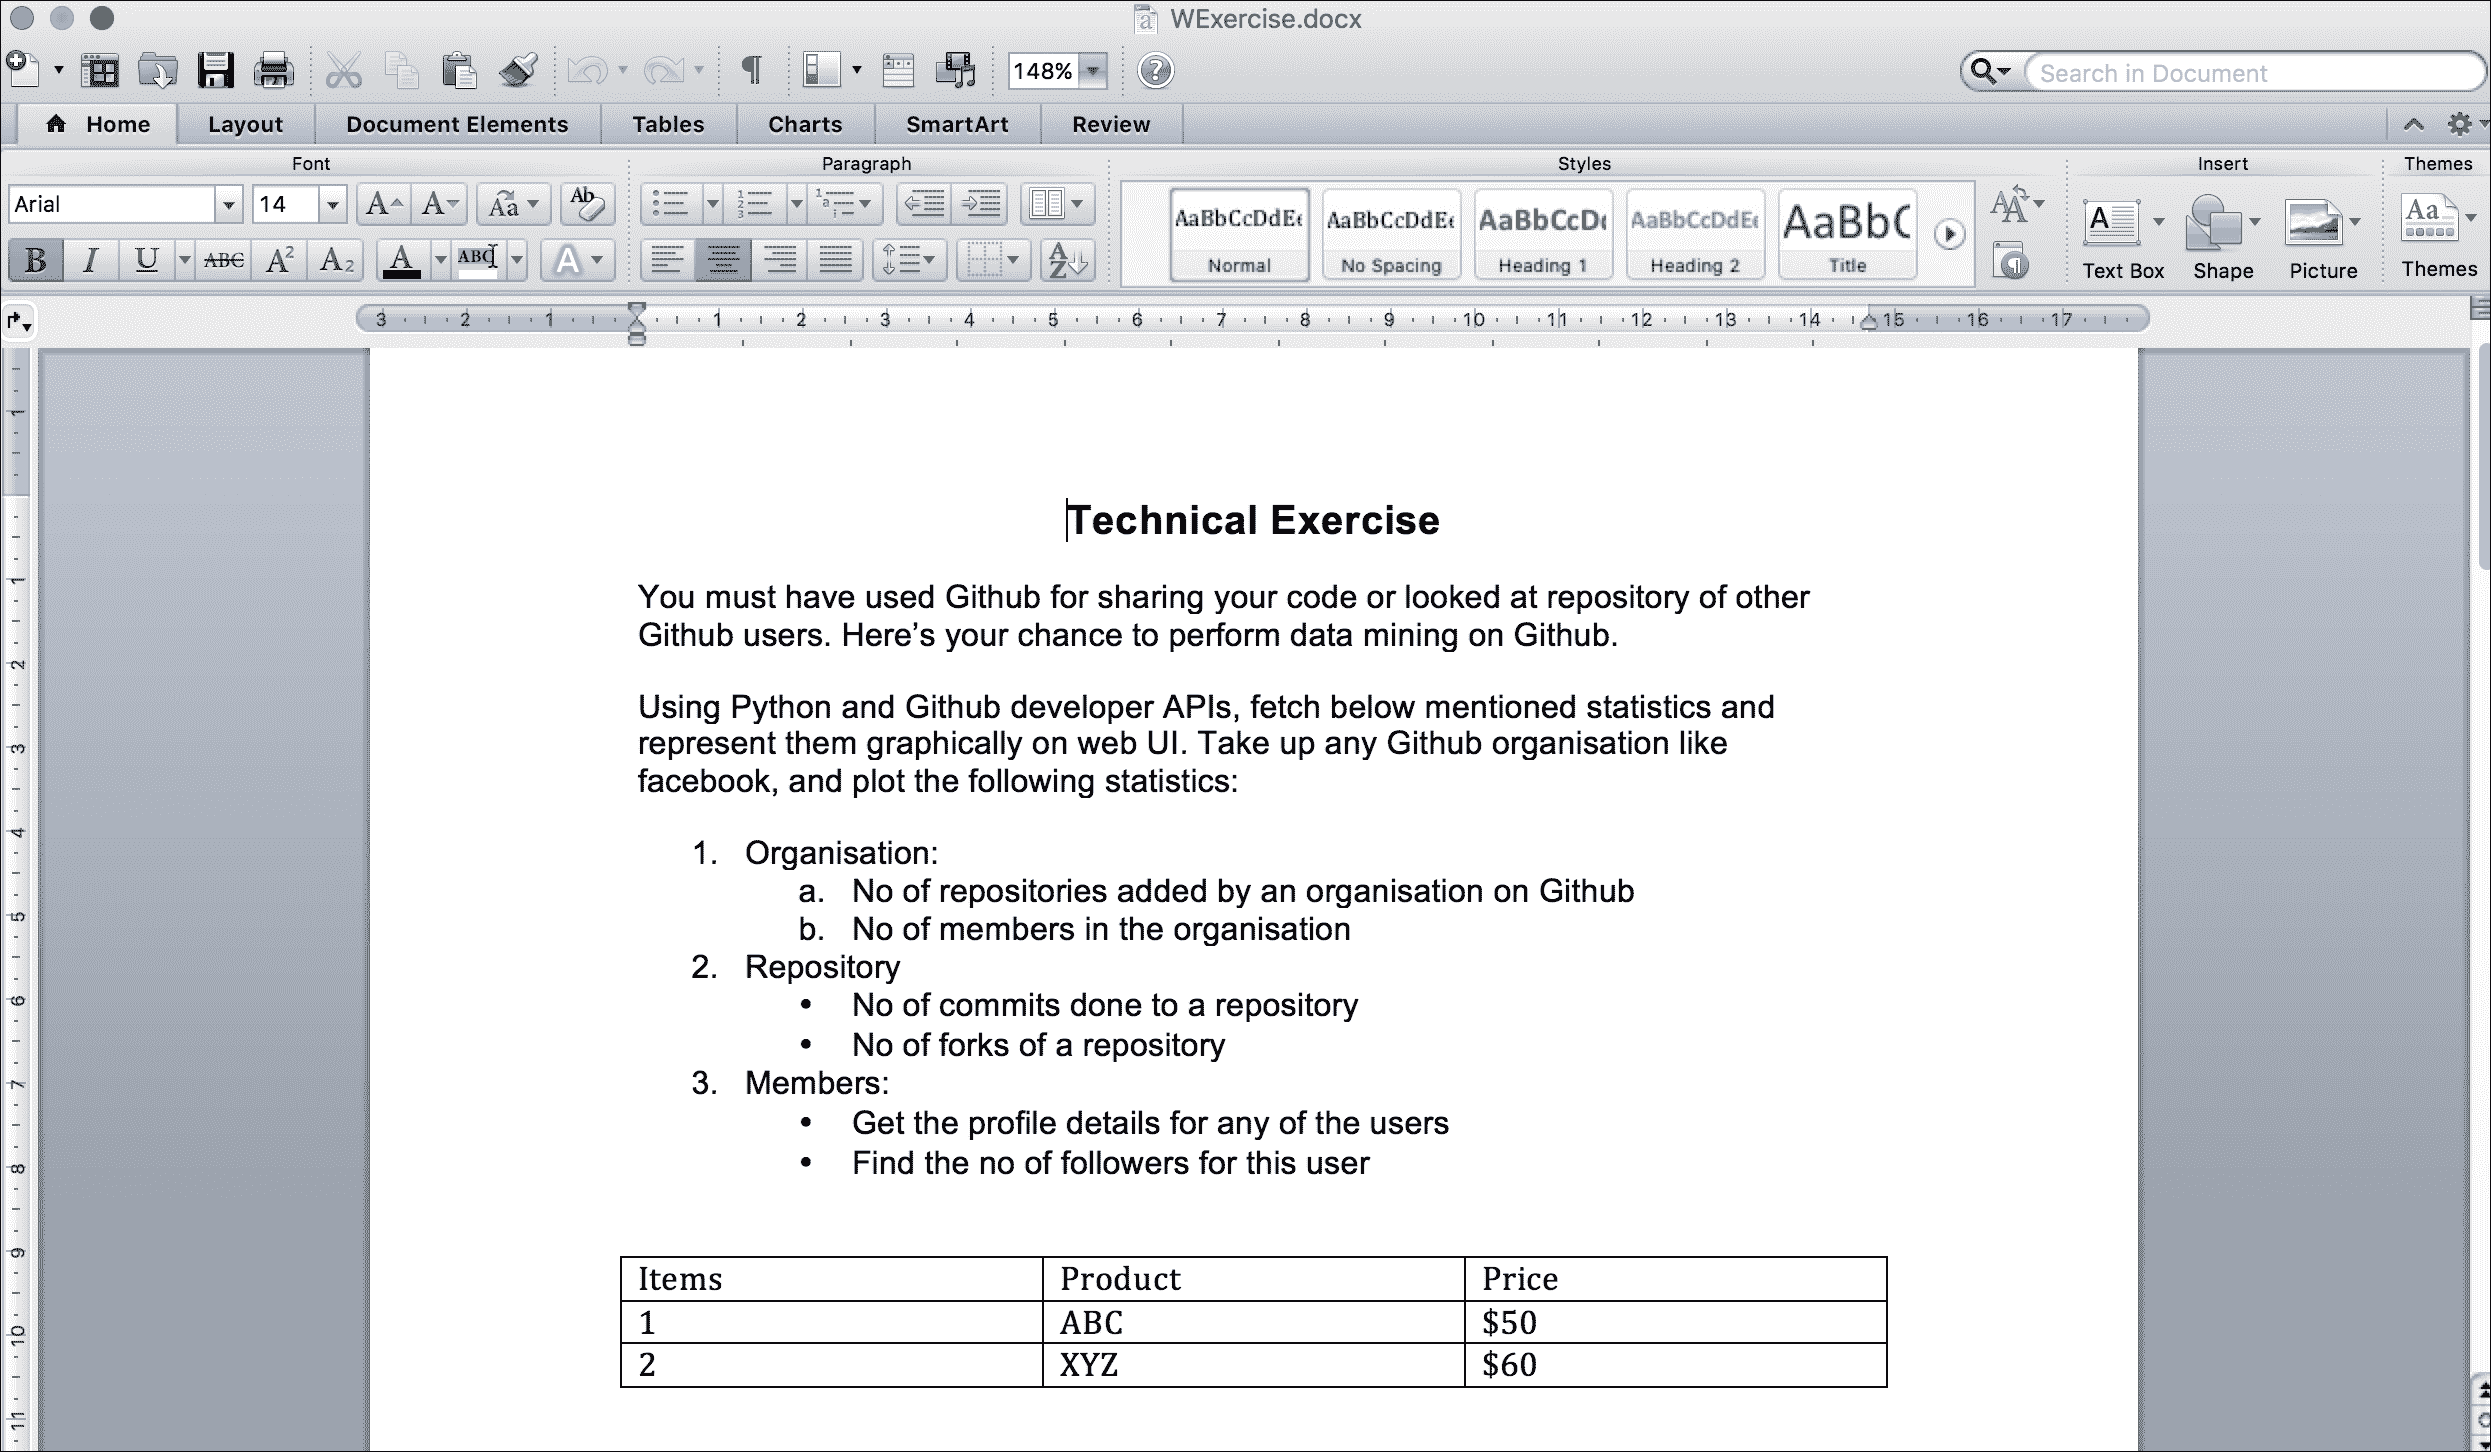 WExercise.docx
148%
Search in Document
Home Layout Document Elements Tables Charts SmartArt Review
Font Paragraph Styles Insert Themes
Arial 14
AaBbCcDdEe AaBbCcDdEe AaBbCcDc AaBbCcDdEe AaBbC
Normal No Spacing Heading 1 Heading 2 Title
Text Box Shape Picture Themes
3 2 1 1 2 3 4 5 6 7 8 9 10 11 12 13 14 15 16 17
Technical Exercise
You must have used Github for sharing your code or looked at repository of other
Github users. Here’s your chance to perform data mining on Github.
Using Python and Github developer APIs, fetch below mentioned statistics and
represent them graphically on web UI. Take up any Github organisation like
facebook, and plot the following statistics:
1. Organisation:
a. No of repositories added by an organisation on Github
b. No of members in the organisation
2. Repository
• No of commits done to a repository
• No of forks of a repository
3. Members:
• Get the profile details for any of the users
• Find the no of followers for this user
Items Product Price
1 ABC $50
2 XYZ $60